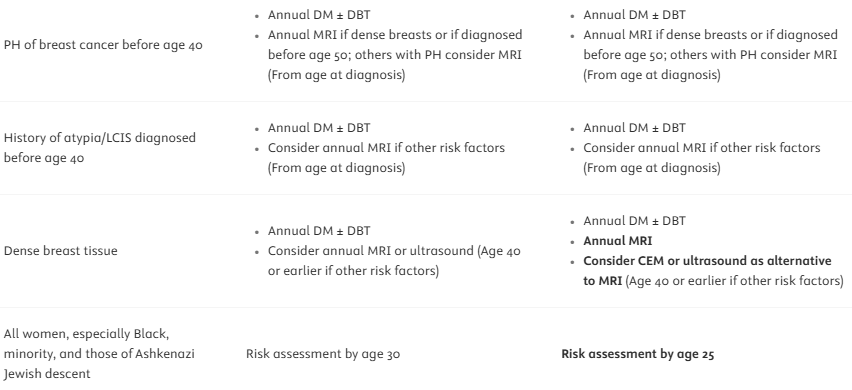 PH of breast cancer before age 40
• Annual DM ± DBT
• Annual MRI if dense breasts or if diagnosed
before age 50; others with PH consider MRI
(From age at diagnosis)
• Annual DM ± DBT
• Annual MRI if dense breasts or if diagnosed
before age 50; others with PH consider MRI
(From age at diagnosis)
History of atypia/LCIS diagnosed
before age 40
• Annual DM ± DBT
• Consider annual MRI if other risk factors
(From age at diagnosis)
• Annual DM ± DBT
• Consider annual MRI if other risk factors
(From age at diagnosis)
Dense breast tissue
• Annual DM ± DBT
• Consider annual MRI or ultrasound (Age 40
or earlier if other risk factors)
• Annual DM ± DBT
• Annual MRI
• Consider CEM or ultrasound as alternative
to MRI (Age 40 or earlier if other risk factors)
All women, especially Black,
minority, and those of Ashkenazi
Jewish descent
Risk assessment by age 30
Risk assessment by age 25